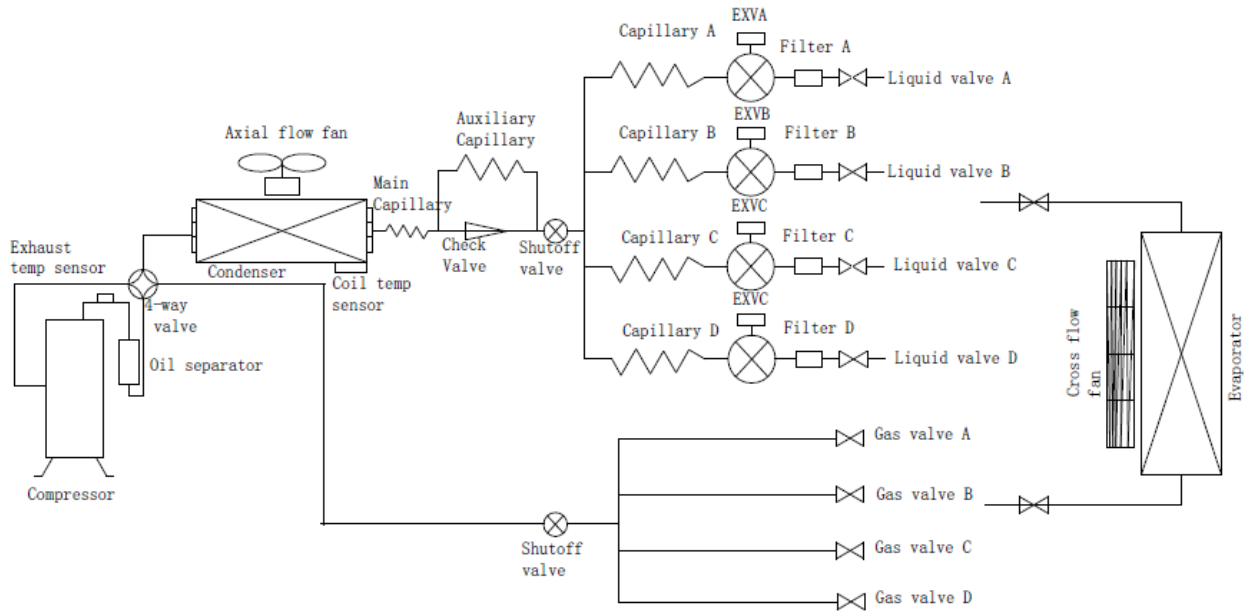 EXVA
Capillary A
Filter A
Liquid valve A
EXVB
Auxiliary
Capillary
Axial flow fan
Capillary B
Filter B
Liquid valve B
Main
Capillary
EXVC
Check
Valve
Shutoff
valve
Capillary C
Filter C
Liquid valve C
Exhaust
temp sensor
Condenser
Coil temp
sensor
4-way
valve
EXVC
Capillary D
Filter D
Liquid valve D
Oil separator
Compressor
Cross flow
fan
Evaporator
Gas valve A
Gas valve B
Shutoff
valve
Gas valve C
Gas valve D